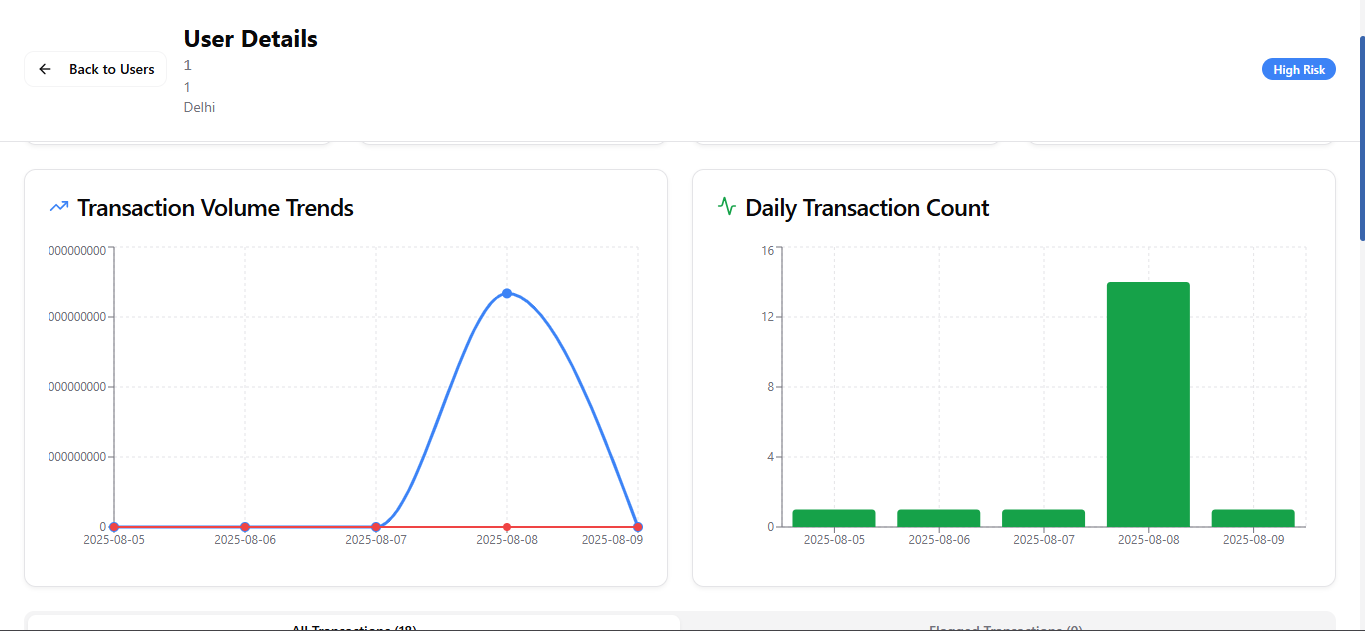 User Details
Back to Users
1
1
Delhi
High Risk
Transaction Volume Trends
000000000
000000000
000000000
000000000
0
2025-08-05
2025-08-06
2025-08-07
2025-08-08
2025-08-09
Daily Transaction Count
16
12
8
4
0
2025-08-05
2025-08-06
2025-08-07
2025-08-08
2025-08-09
All Transactions (18)
Flagged Transactions (0)